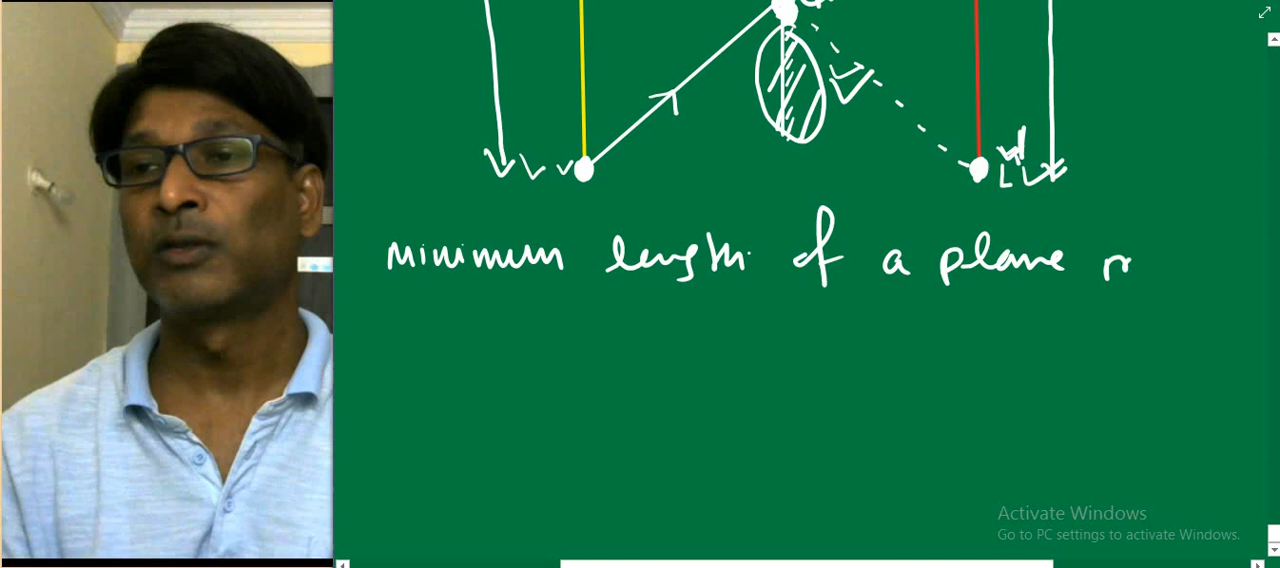 Minimum length of a plane
Activate Windows
Go to PC settings to activate Windows.